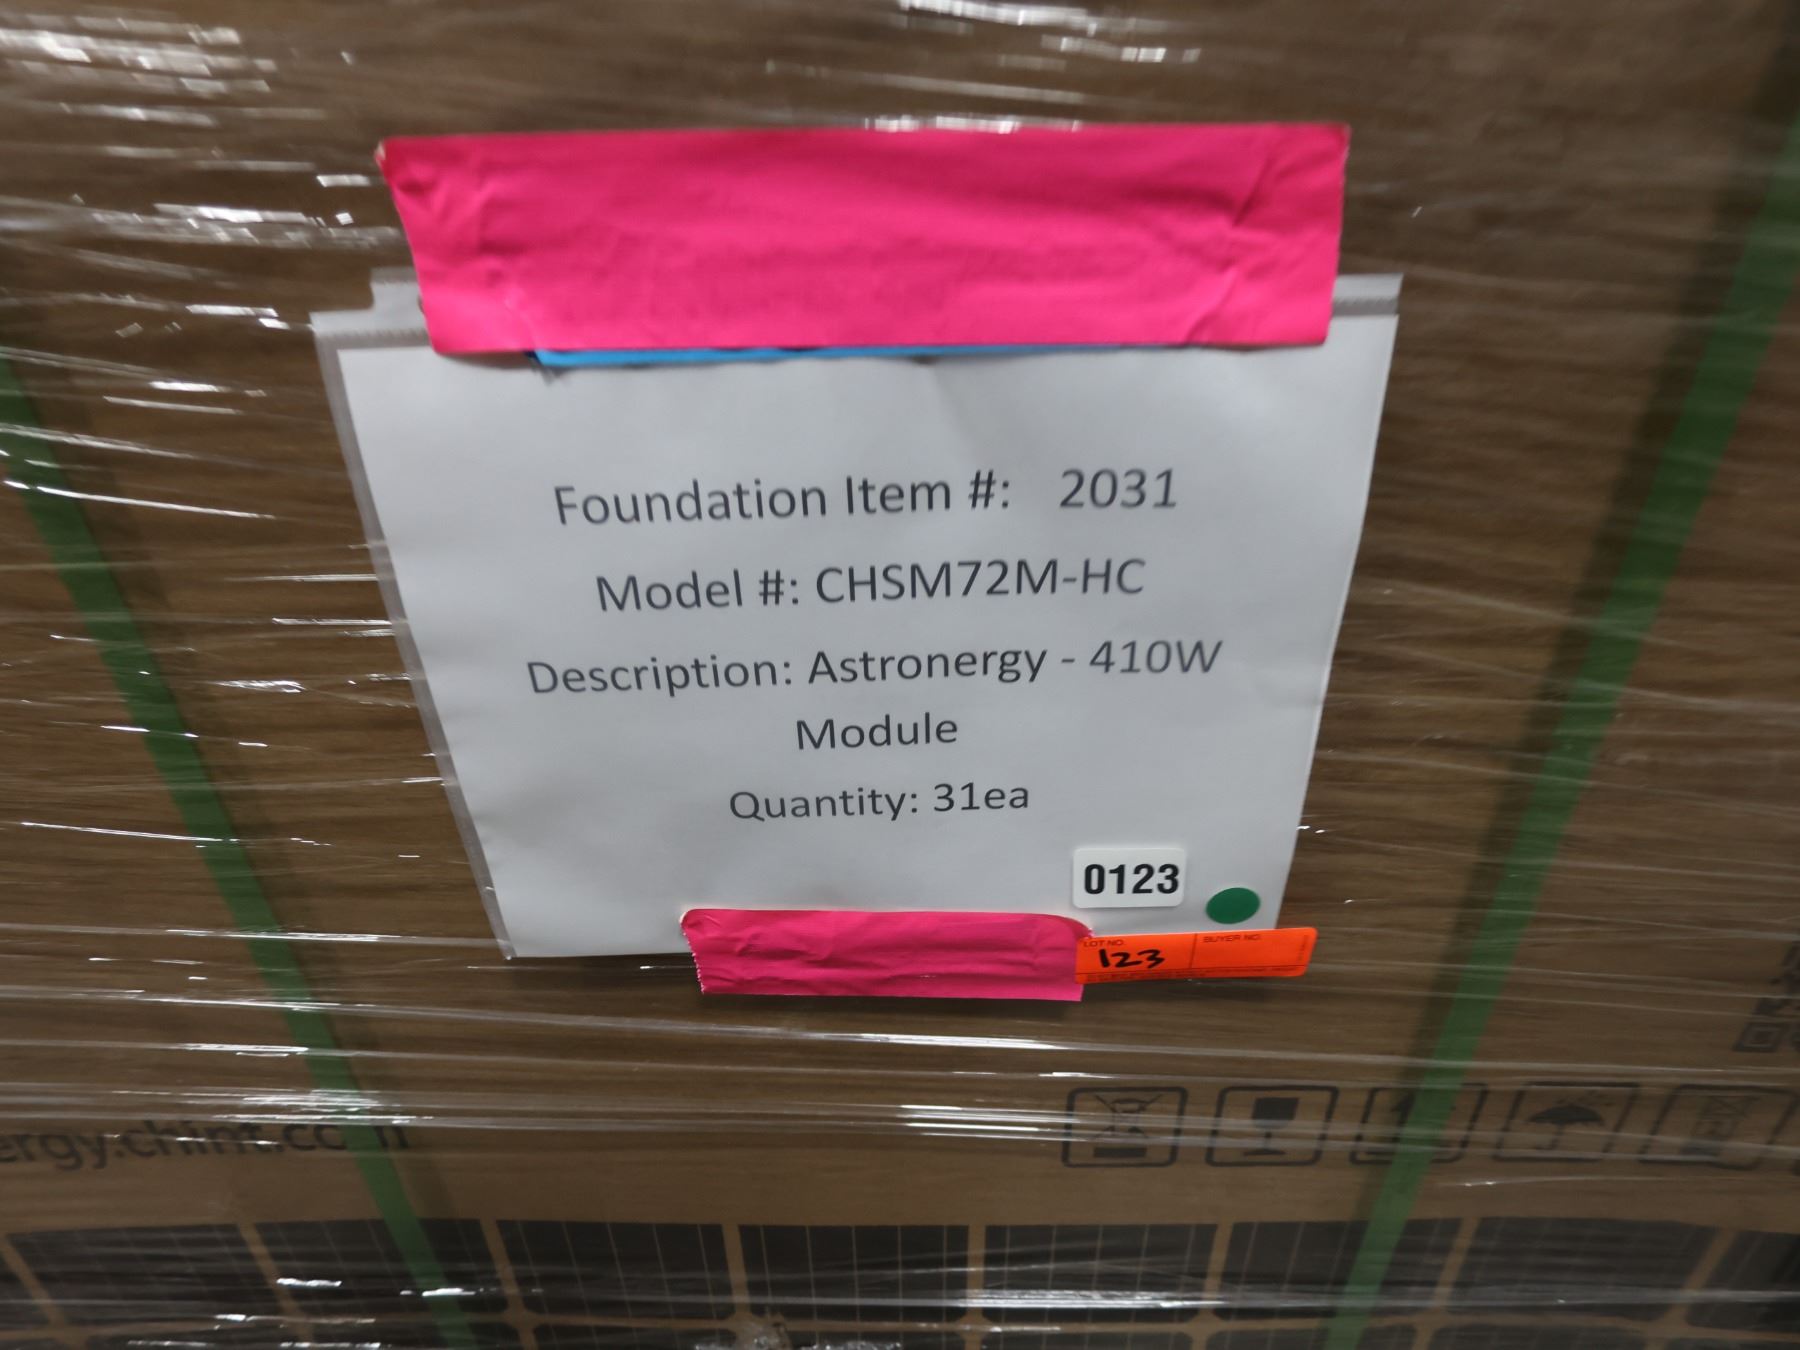 Foundation Item #: 2031
Model #: CHSM72M-HC
Description: Astronergy - 410W
Module
Quantity: 31ea
0123
LOT NO. BUYER NO.
123
ergy.chint.com